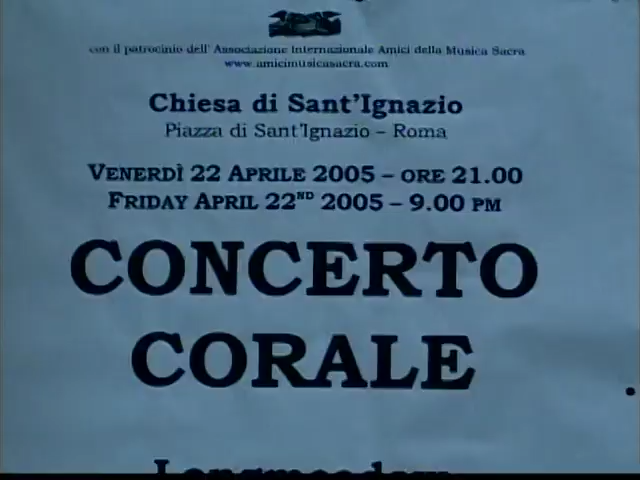 con il patrocinio dell' Associazione Internazionale Amici della Musica Sacra
www.amicimusicasacra.com
Chiesa di Sant'Ignazio
Piazza di Sant'Ignazio – Roma
VENERDÌ 22 APRILE 2005 – ORE 21.00
FRIDAY APRIL 22ND 2005 – 9.00 PM
CONCERTO
CORALE